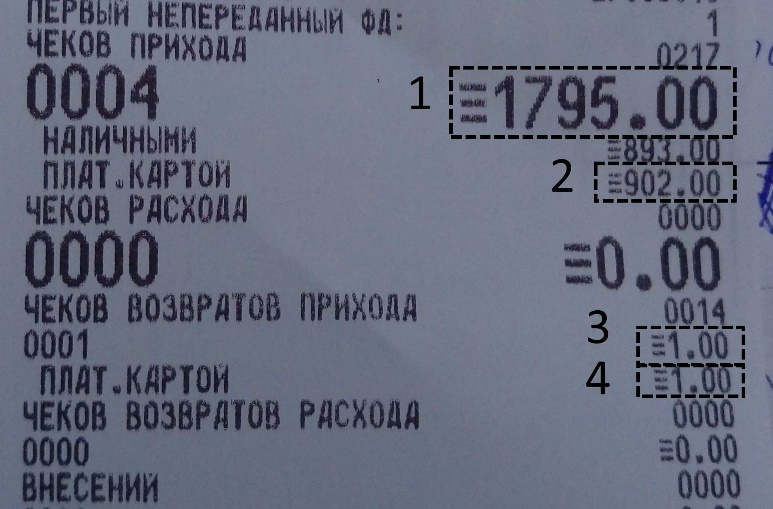 ПЕРВЫЙ НЕПЕРЕДАННЫЙ ФД:
1
ЧЕКОВ ПРИХОДА 0217
0004 1 ≡1795.00
НАЛИЧНЫМИ ≡893.00
ПЛАТ.КАРТОЙ 2 ≡902.00
ЧЕКОВ РАСХОДА 0000
0000 ≡0.00
ЧЕКОВ ВОЗВРАТОВ ПРИХОДА 0014
0001 3 ≡1.00
ПЛАТ.КАРТОЙ 4 ≡1.00
ЧЕКОВ ВОЗВРАТОВ РАСХОДА 0000
0000 ≡0.00
ВНЕСЕНИЙ 0000